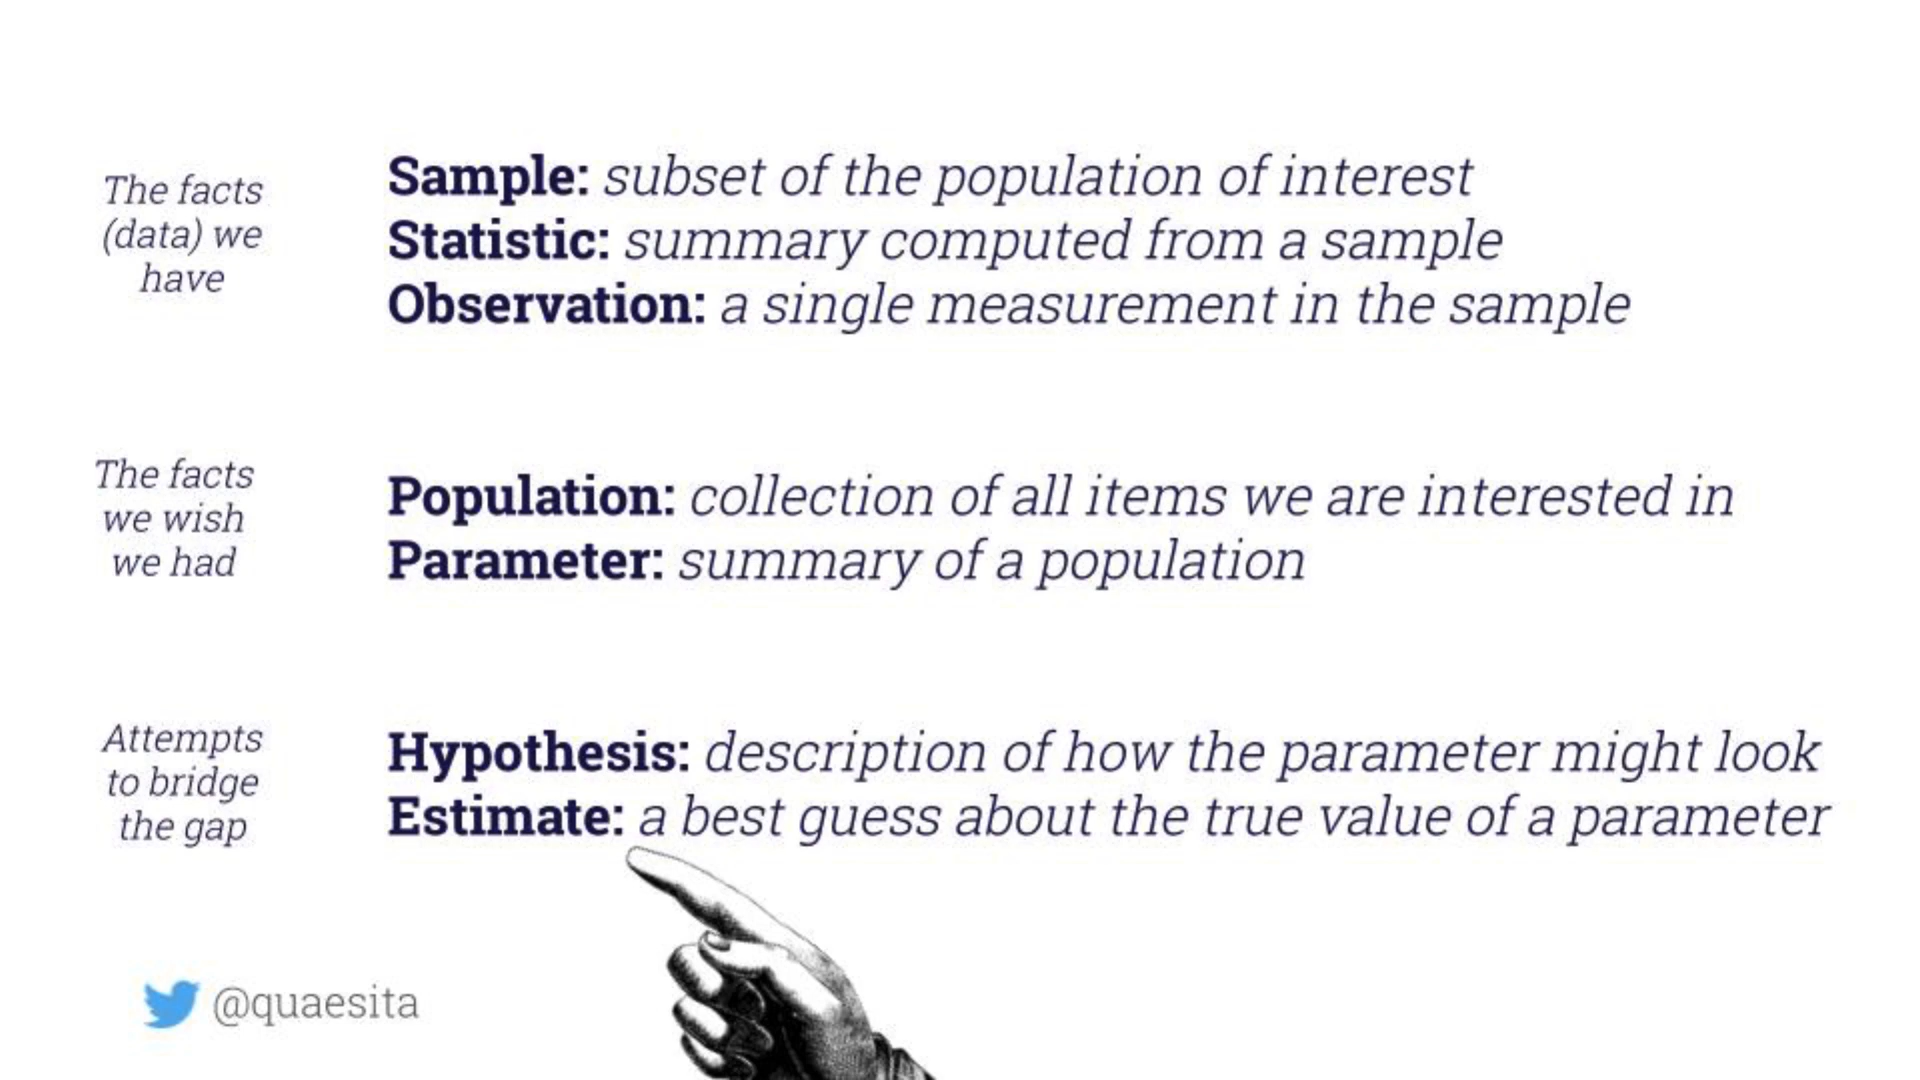 The facts
(data) we
have
Sample: subset of the population of interest
Statistic: summary computed from a sample
Observation: a single measurement in the sample
The facts
we wish
we had
Population: collection of all items we are interested in
Parameter: summary of a population
Attempts
to bridge
the gap
Hypothesis: description of how the parameter might look
Estimate: a best guess about the true value of a parameter
@quaesita